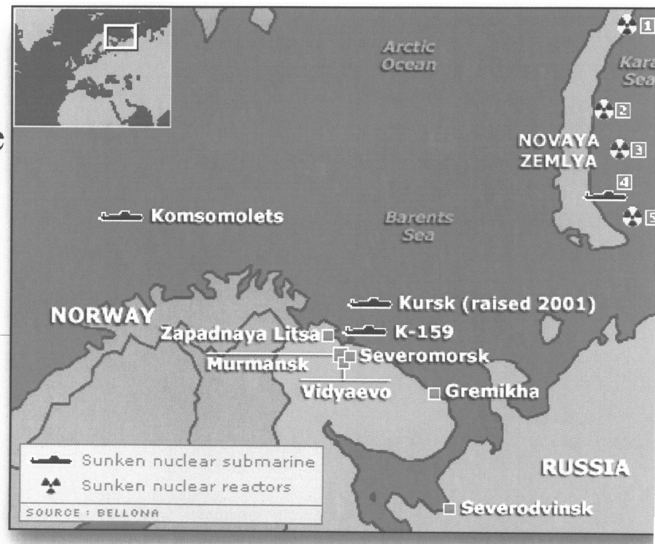 Arctic
Ocean
1
Kara
Sea
2
NOVAYA
ZEMLYA
3
4
5
Komsomolets
Barents
Sea
Kursk (raised 2001)
NORWAY
Zapadnaya Litsa
K-159
Murmansk
Severomorsk
Vidyaevo
Gremikha
Sunken nuclear submarine
Sunken nuclear reactors
SOURCE : BELLONA
RUSSIA
Severodvinsk